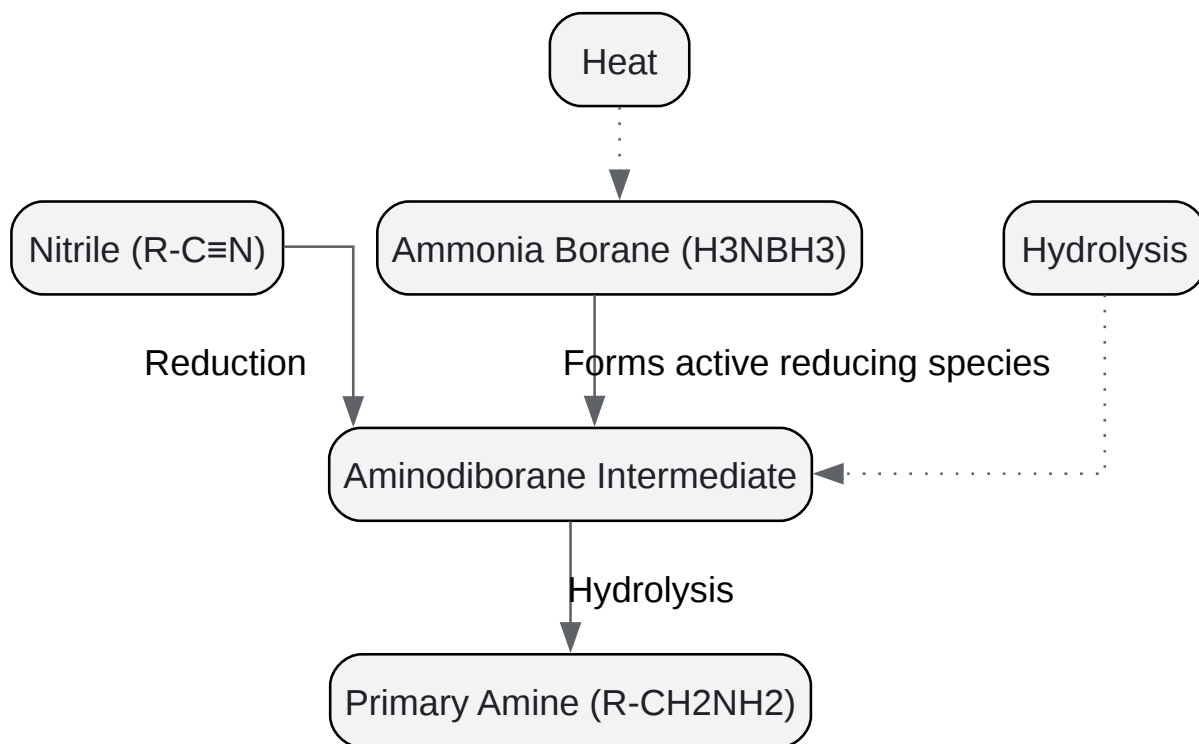 Heat
Nitrile (R-C≡N)
Ammonia Borane (H3NBH3)
Hydrolysis
Reduction
Forms active reducing species
Aminodiborane Intermediate
Hydrolysis
Primary Amine (R-CH2NH2)